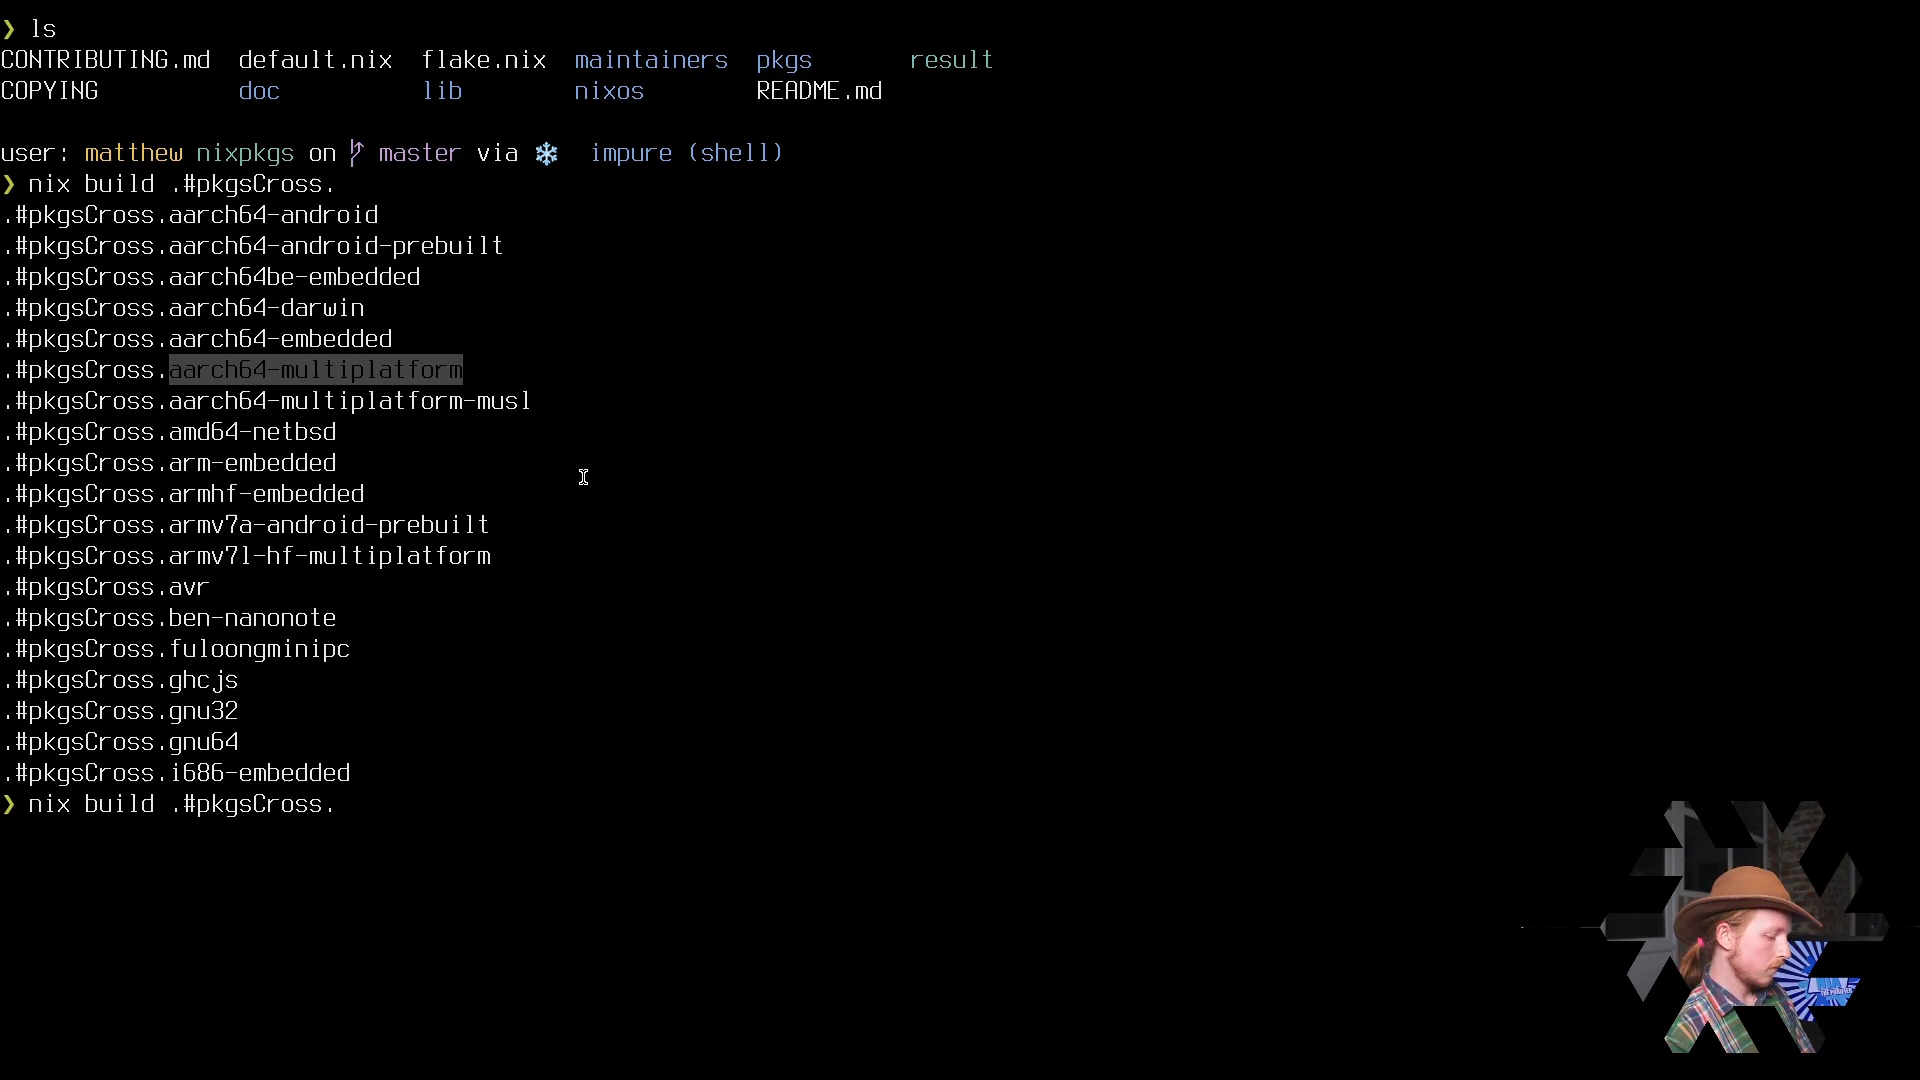 ❯ ls
CONTRIBUTING.md default.nix flake.nix maintainers pkgs result
COPYING doc lib nixos README.md
user: matthew nixpkgs on master via ❄ impure (shell)
❯ nix build .#pkgsCross.
.#pkgsCross.aarch64-android
.#pkgsCross.aarch64-android-prebuilt
.#pkgsCross.aarch64be-embedded
.#pkgsCross.aarch64-darwin
.#pkgsCross.aarch64-embedded
.#pkgsCross.aarch64-multiplatform
.#pkgsCross.aarch64-multiplatform-musl
.#pkgsCross.amd64-netbsd
.#pkgsCross.arm-embedded
.#pkgsCross.armhf-embedded
.#pkgsCross.armv7a-android-prebuilt
.#pkgsCross.armv7l-hf-multiplatform
.#pkgsCross.avr
.#pkgsCross.ben-nanonote
.#pkgsCross.fuloongminipc
.#pkgsCross.ghcjs
.#pkgsCross.gnu32
.#pkgsCross.gnu64
.#pkgsCross.i686-embedded
❯ nix build .#pkgsCross.